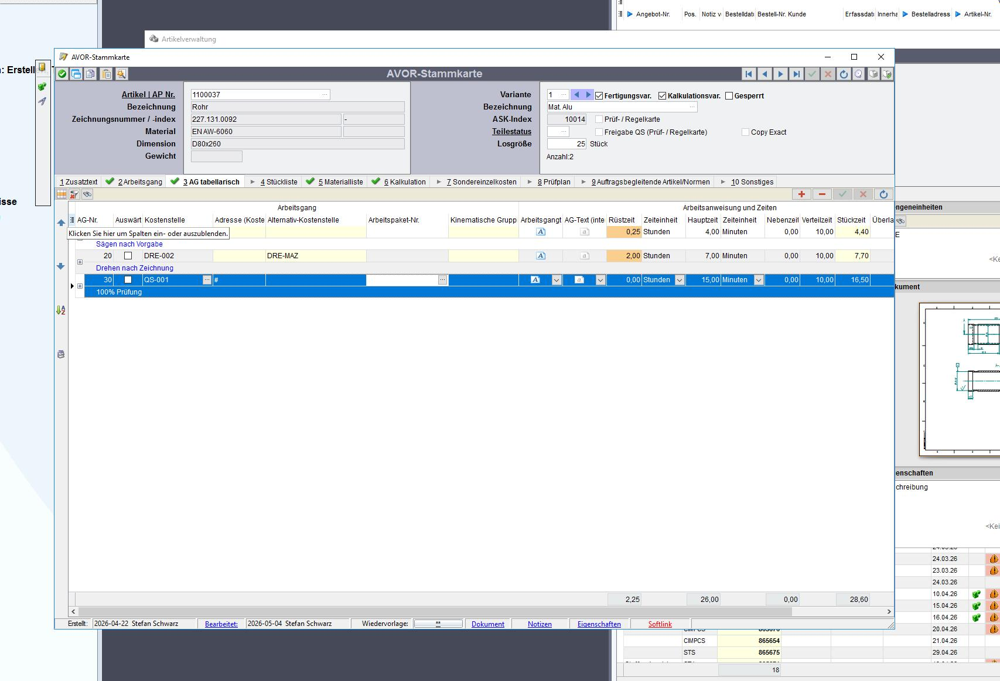 Angebot-Nr. Pos. Notiz v Bestelldatu Bestell-Nr. Kunde Erfassdatu Innerha Bestelladress Artikel-Nr.
Artikelverwaltung
AVOR-Stammkarte
AVOR-Stammkarte
Artikel | AP Nr. 1100037
Bezeichnung Rohr
Zeichnungsnummer / -index 227.131.0092 -
Material EN AW-6060
Dimension D80x260
Gewicht
Variante 1 Fertigungsvar. Kalkulationsvar. Gesperrt
Bezeichnung Mat. Alu
ASK-Index 10014 Prüf- / Regelkarte
Teilestatus Freigabe QS (Prüf- / Regelkarte) Copy Exact
Losgröße 25 Stück
Anzahl:2
1 Zusatztext 2 Arbeitsgang 3 AG tabellarisch 4 Stückliste 5 Materialliste 6 Kalkulation 7 Sondereinzelkosten 8 Prüfplan 9 Auftragsbegleitende Artikel/Normen 10 Sonstiges
Arbeitsgang Arbeitsanweisung und Zeiten
AG-Nr. Auswärt Kostenstelle Adresse (Koste Alternativ-Kostenstelle Arbeitspaket-Nr. Kinematische Grupp Arbeitsgangt AG-Text (inte Rüstzeit Zeiteinheit Hauptzeit Zeiteinheit Nebenzeit Verteilzeit Stückzeit Überla
Klicken Sie hier um Spalten ein- oder auszublenden.
0,25 Stunden 4,00 Minuten 0,00 10,00 4,40
Sägen nach Vorgabe
20 DRE-002 DRE-MAZ 2,00 Stunden 7,00 Minuten 0,00 10,00 7,70
Drehen nach Zeichnung
30 QS-001 # 0,00 Stunden 15,00 Minuten 0,00 10,00 16,50
100% Prüfung
2,25 26,00 0,00 28,60
Erstellt: 2026-04-22 Stefan Schwarz Bearbeitet: 2026-05-04 Stefan Schwarz Wiedervorlage: ** Dokument Notizen Eigenschaften Softlink
: Erstell
isse
ngeneinheiten
E
<Ke
kument
enschaften
chreibung
<Kei
24.03.26
24.03.26
23.03.26
24.03.26
10.04.26
15.04.26
16.04.26
20.04.26
CIMPCS 865654 21.04.26
STS 865675 29.04.26
18